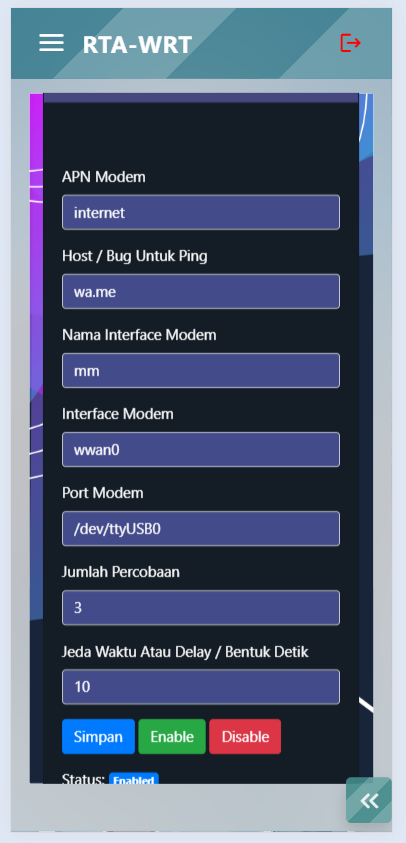 RTA-WRT
APN Modem
internet
Host / Bug Untuk Ping
wa.me
Nama Interface Modem
mm
Interface Modem
wwan0
Port Modem
/dev/ttyUSB0
Jumlah Percobaan
3
Jeda Waktu Atau Delay / Bentuk Detik
10
Simpan Enable Disable
Status: Enabled